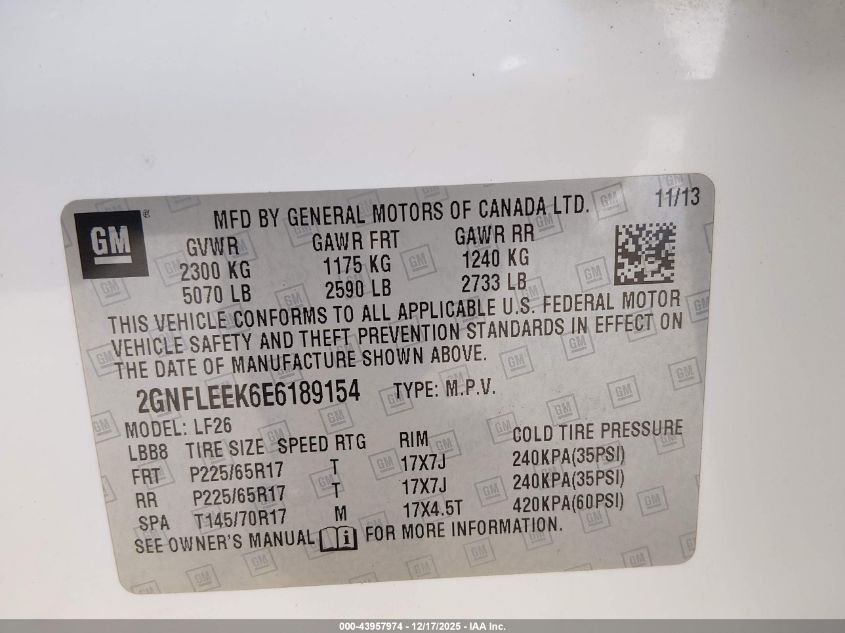 GM
®
11/13
MFD BY GENERAL MOTORS OF CANADA LTD.
GVWR GAWR FRT GAWR RR
2300 KG 1175 KG 1240 KG
5070 LB 2590 LB 2733 LB
THIS VEHICLE CONFORMS TO ALL APPLICABLE U.S. FEDERAL MOTOR
VEHICLE SAFETY AND THEFT PREVENTION STANDARDS IN EFFECT ON
THE DATE OF MANUFACTURE SHOWN ABOVE.
2GNFLEEK6E6189154 TYPE: M.P.V.
MODEL: LF26
LBB8 TIRE SIZE SPEED RTG RIM COLD TIRE PRESSURE
FRT P225/65R17 T 17X7J 240KPA(35PSI)
RR P225/65R17 T 17X7J 240KPA(35PSI)
SPA T145/70R17 M 17X4.5T 420KPA(60PSI)
SEE OWNER'S MANUAL FOR MORE INFORMATION.
000-43957974 - 12/17/2025 - IAA Inc.